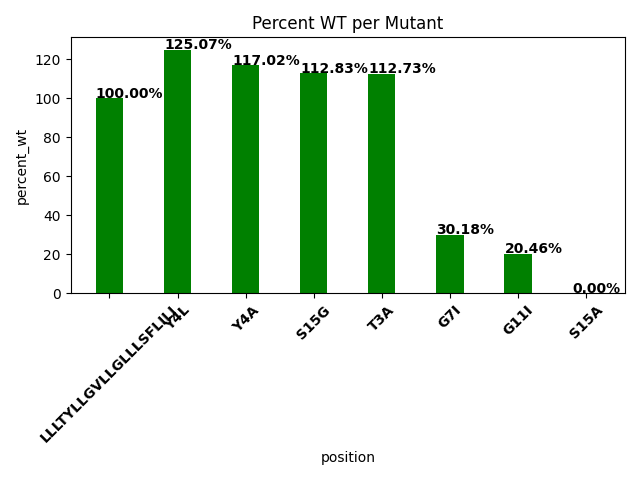 Percent WT per Mutant
percent_wt
120
100
80
60
40
20
0
100.00%
125.07%
117.02%
112.83%
112.73%
30.18%
20.46%
0.00%
Y4L
Y4A
S15G
T3A
G7I
G11I
S15A
position